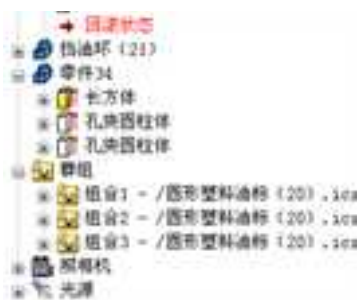 回滚状态
挡油环（21）
零件34
长方体
孔类圆柱体
孔类圆柱体
群组
组合1 - /圆形塑料油标（20）.ics
组合2 - /圆形塑料油标（20）.ics
组合3 - /圆形塑料油标（20）.ics
照相机
光源